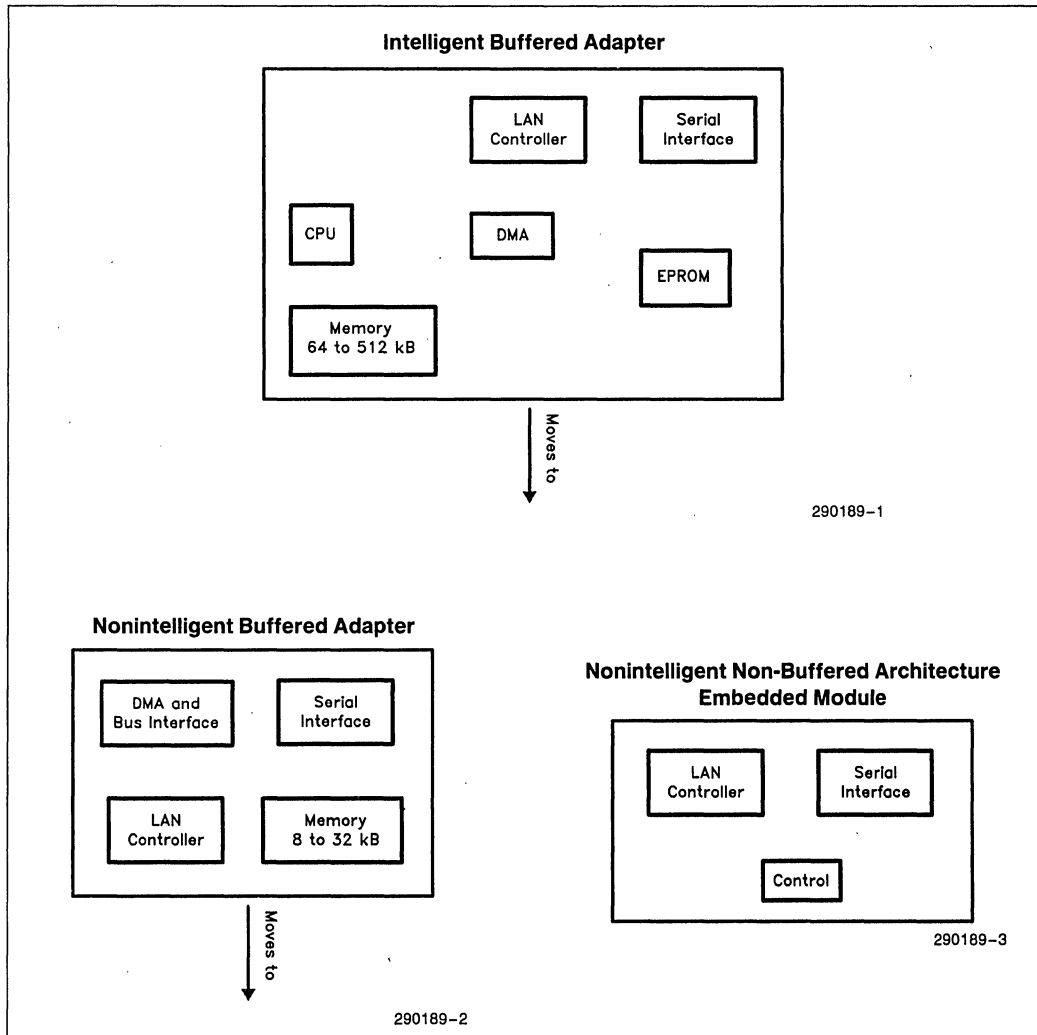 Intelligent Buffered Adapter
LAN
Controller
Serial
Interface
CPU
DMA
EPROM
Memory
64 to 512 kB
Moves to
290189-1
Nonintelligent Buffered Adapter
DMA and
Bus Interface
Serial
Interface
LAN
Controller
Memory
8 to 32 kB
Moves to
290189-2
Nonintelligent Non-Buffered Architecture
Embedded Module
LAN
Controller
Serial
Interface
Control
290189-3